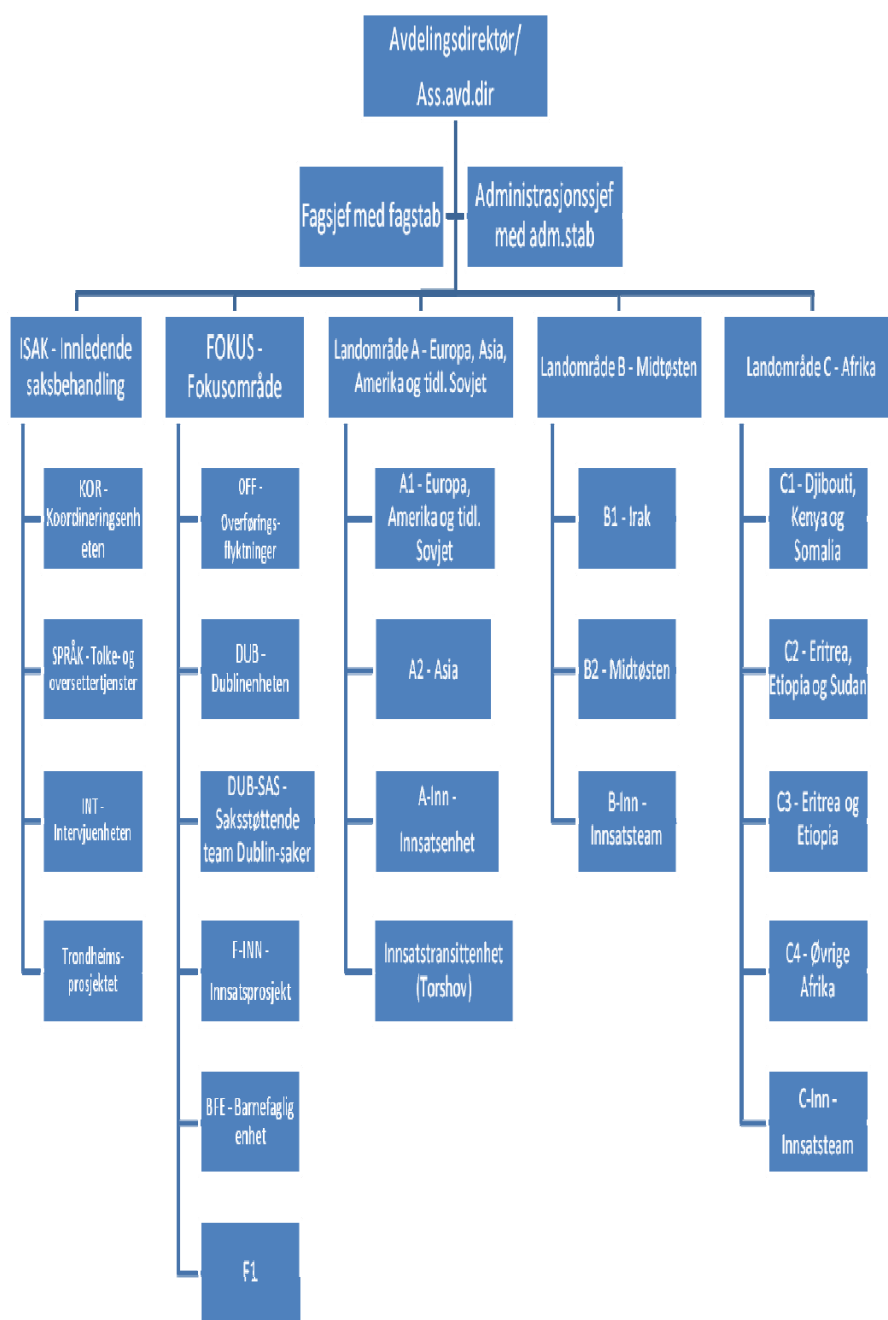 Avdelingsdirektør/
Ass.avd.dir
Fagsjef med fagstab
Administrasjonssjef
med adm.stab
ISAK - Innledende
saksbehandling
KOR -
Koordineringsenh
eten
SPRÅK - Tolke- og
oversettertjenster
INT -
Intervjuenheten
Trondheims-
prosjektet
FOKUS -
Fokusområde
OFF -
Overførings-
flyktninger
DUB -
Dublinenheten
DUB-SAS -
Saksstøttende
team Dublin-saker
F-INN -
Innsatsprosjekt
BFE - Barnefaglig
enhet
F1
Landområde A - Europa, Asia,
Amerika og tidl. Sovjet
A1 - Europa,
Amerika og tidl.
Sovjet
A2 - Asia
A-Inn -
Innsatsenhet
Innsatstransittenhet
(Torshov)
Landområde B - Midtøsten
B1 - Irak
B2 - Midtøsten
B-Inn -
Innsatsteam
Landområde C - Afrika
C1 - Djibouti,
Kenya og
Somalia
C2 - Eritrea,
Etiopia og Sudan
C3 - Eritrea og
Etiopia
C4 - Øvrige
Afrika
C-Inn -
Innsatsteam